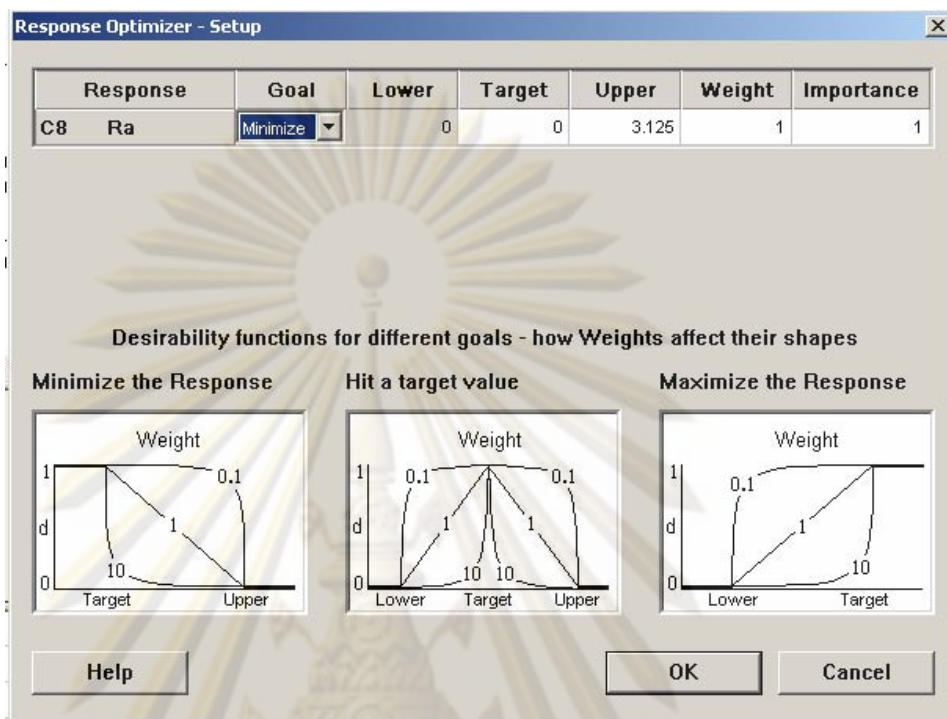 Response Optimizer - Setup
Response Goal Lower Target Upper Weight Importance
C8 Ra Minimize 0 0 3.125 1 1
Desirability functions for different goals - how Weights affect their shapes
Minimize the Response Hit a target value Maximize the Response
Weight Weight Weight
1 0.1 1 0.1 0.1 1 0.1
d 1 d 1 1 d 1
10 10 10 10
0 0 0
Target Upper Lower Target Upper Lower Target
Help OK Cancel